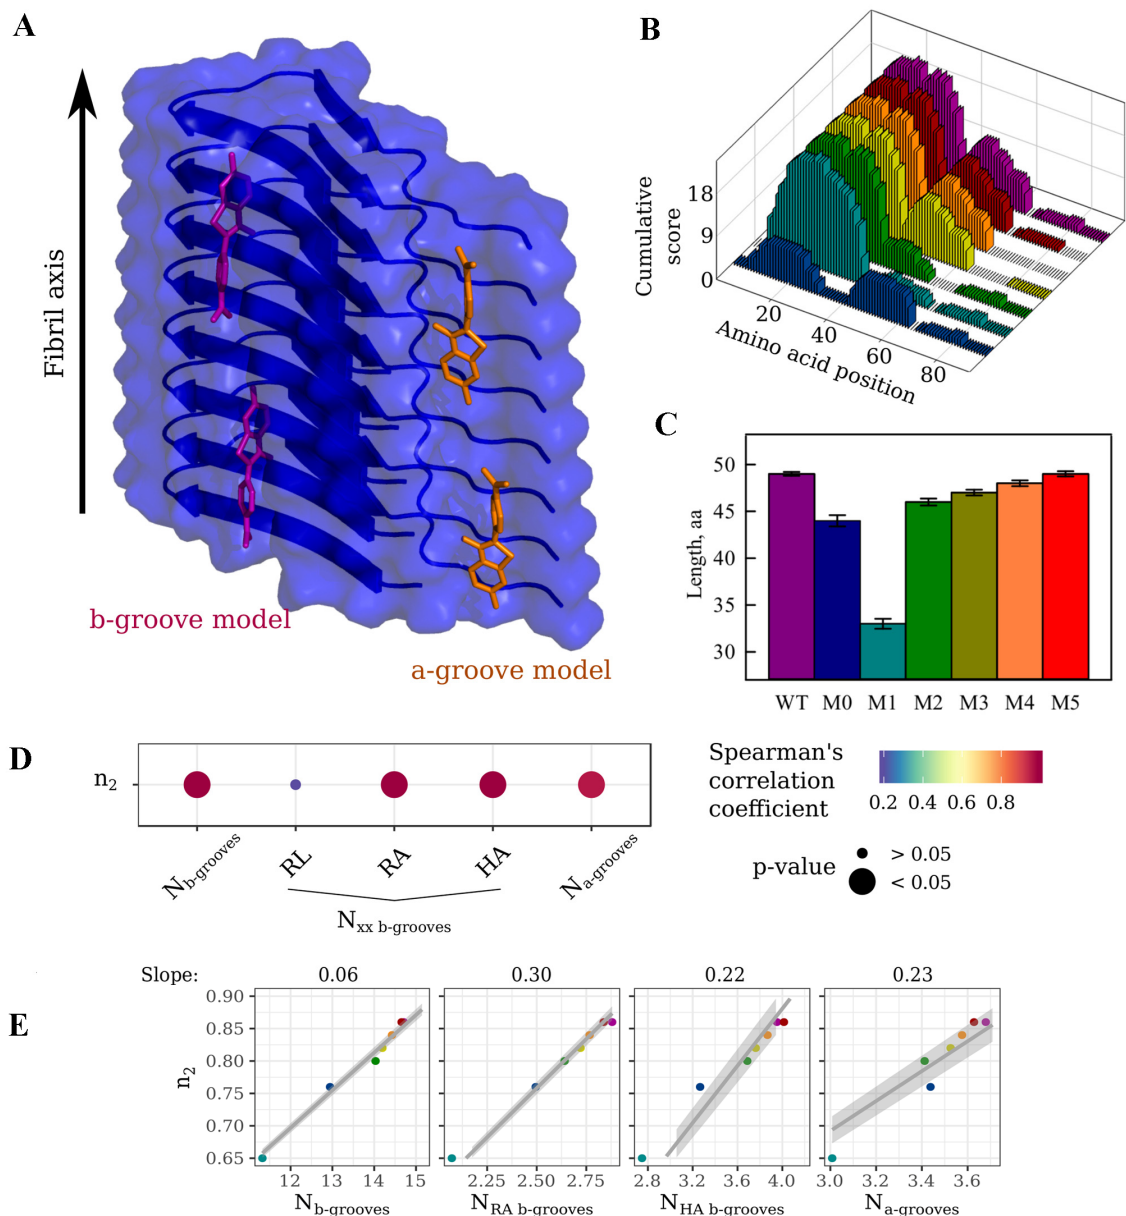 A
Fibril axis
b-groove model
a-groove model
B
Cumulative
score
18
9
0
20
40
60
80
Amino acid position
C
Length, aa
50
45
40
35
30
WT M0 M1 M2 M3 M4 M5
D
n2
Nb-grooves RL RA HA Na-grooves
Nxx b-grooves
Spearman's
correlation
coefficient
0.2 0.4 0.6 0.8
p-value
> 0.05
< 0.05
E
Slope: 0.06 0.30 0.22 0.23
n2
0.90
0.85
0.80
0.75
0.70
0.65
12 13 14 15 2.25 2.50 2.75 2.8 3.2 3.6 4.0 3.0 3.2 3.4 3.6
Nb-grooves NRA b-grooves NHA b-grooves Na-grooves